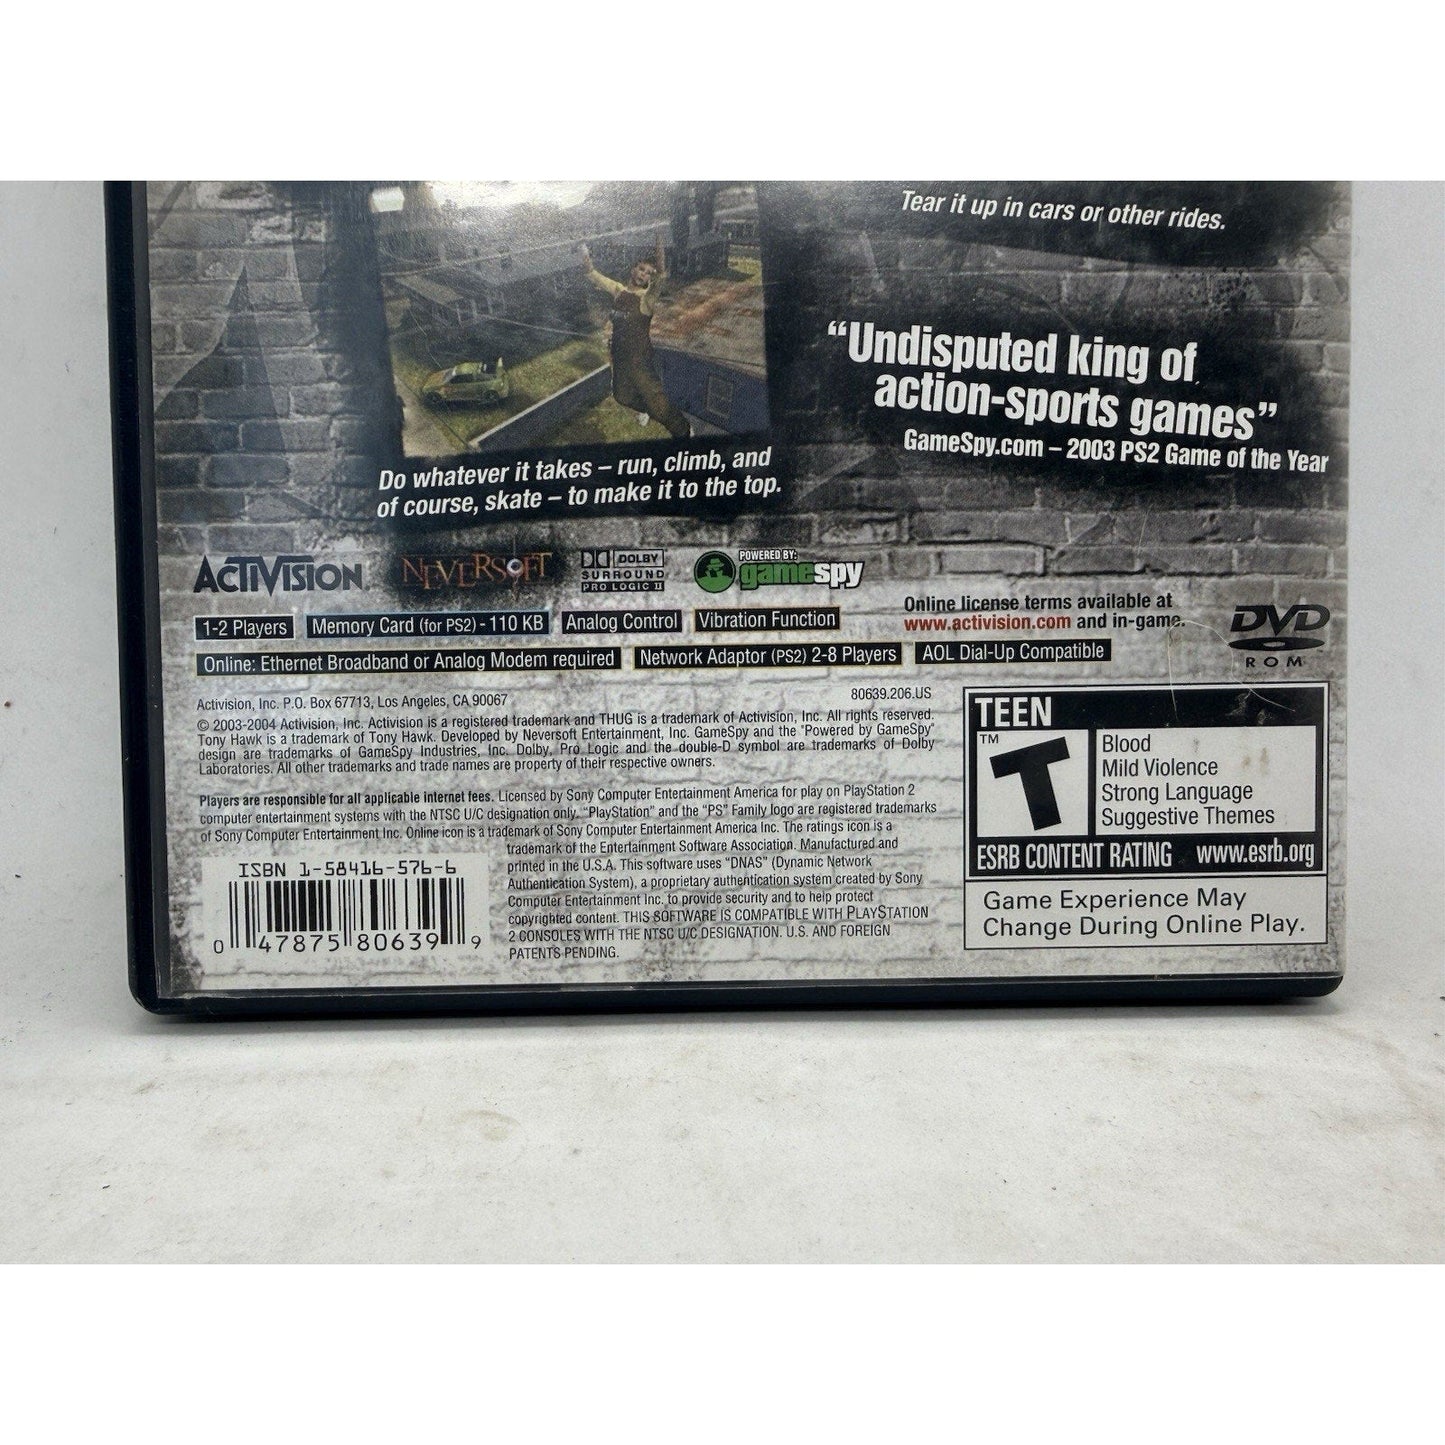 Tear it up in cars or other rides.
“Undisputed king of
action-sports games”
GameSpy.com – 2003 PS2 Game of the Year
Do whatever it takes – run, climb, and
of course, skate – to make it to the top.
ACTIVISION
NEVERSOFT
DOLBY
SURROUND
PRO LOGIC II
POWERED BY:
gamespy
1-2 Players
Memory Card (for PS2) - 110 KB
Analog Control
Vibration Function
Online license terms available at
www.activision.com and in-game.
DVD
ROM
Online: Ethernet Broadband or Analog Modem required
Network Adaptor (PS2) 2-8 Players
AOL Dial-Up Compatible
Activision, Inc. P.O. Box 67713, Los Angeles, CA 90067
80639.206.US
© 2003-2004 Activision, Inc. Activision is a registered trademark and THUG is a trademark of Activision, Inc. All rights reserved.
Tony Hawk is a trademark of Tony Hawk. Developed by Neversoft Entertainment, Inc. GameSpy and the "Powered by GameSpy"
design are trademarks of GameSpy Industries, Inc. Dolby, Pro Logic and the double-D symbol are trademarks of Dolby
Laboratories. All other trademarks and trade names are property of their respective owners.
Players are responsible for all applicable internet fees. Licensed by Sony Computer Entertainment America for play on PlayStation 2
computer entertainment systems with the NTSC U/C designation only. “PlayStation” and the “PS” Family logo are registered trademarks
of Sony Computer Entertainment Inc. Online icon is a trademark of Sony Computer Entertainment America Inc. The ratings icon is a
trademark of the Entertainment Software Association. Manufactured and
printed in the U.S.A. This software uses “DNAS” (Dynamic Network
Authentication System), a proprietary authentication system created by Sony
Computer Entertainment Inc. to provide security and to help protect
copyrighted content. THIS SOFTWARE IS COMPATIBLE WITH PLAYSTATION
2 CONSOLES WITH THE NTSC U/C DESIGNATION. U.S. AND FOREIGN
PATENTS PENDING.
ISBN 1-58416-576-6
0 47875 80639 9
TEEN
TM
T
Blood
Mild Violence
Strong Language
Suggestive Themes
ESRB CONTENT RATING www.esrb.org
Game Experience May
Change During Online Play.